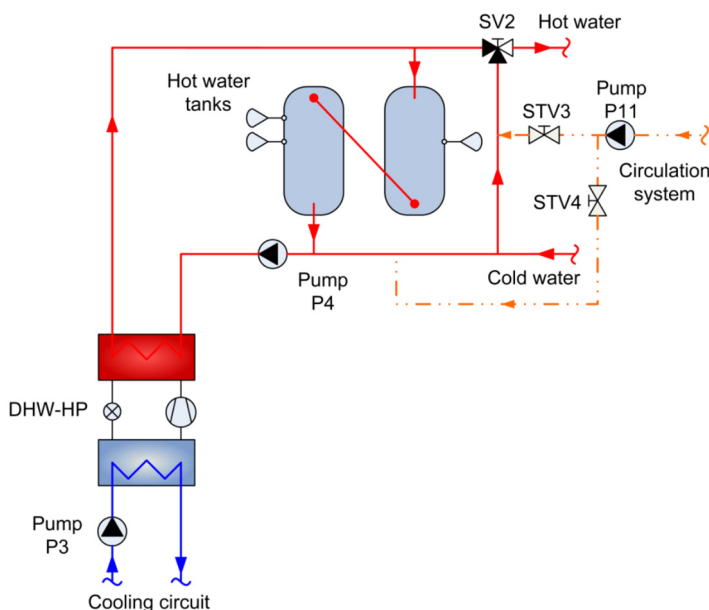 SV2
Hot water
Hot water
tanks
STV3
Pump
P11
Circulation
system
STV4
Cold water
Pump
P4
DHW-HP
Pump
P3
Cooling circuit